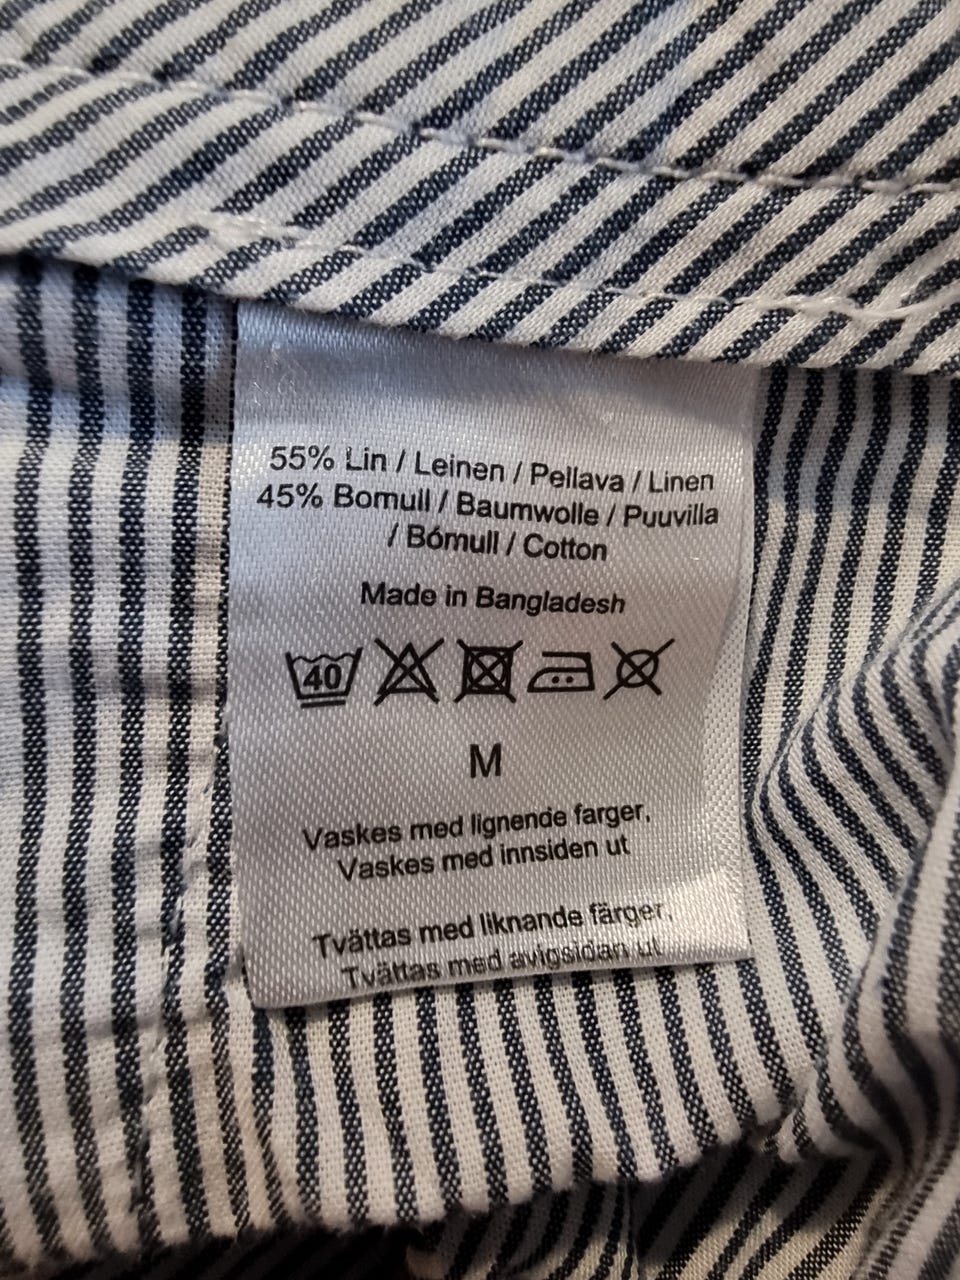 55% Lin / Leinen / Pellava / Linen
45% Bomull / Baumwolle / Puuvilla
/ Bómull / Cotton
Made in Bangladesh
40
M
Vaskes med lignende farger,
Vaskes med innsiden ut
Tvättas med liknande färger,
Tvättas med avigsidan ut